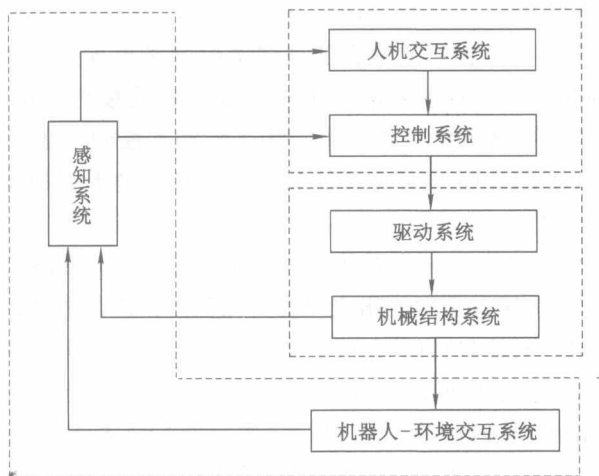 人机交互系统
控制系统
感知系统
驱动系统
机械结构系统
机器人-环境交互系统